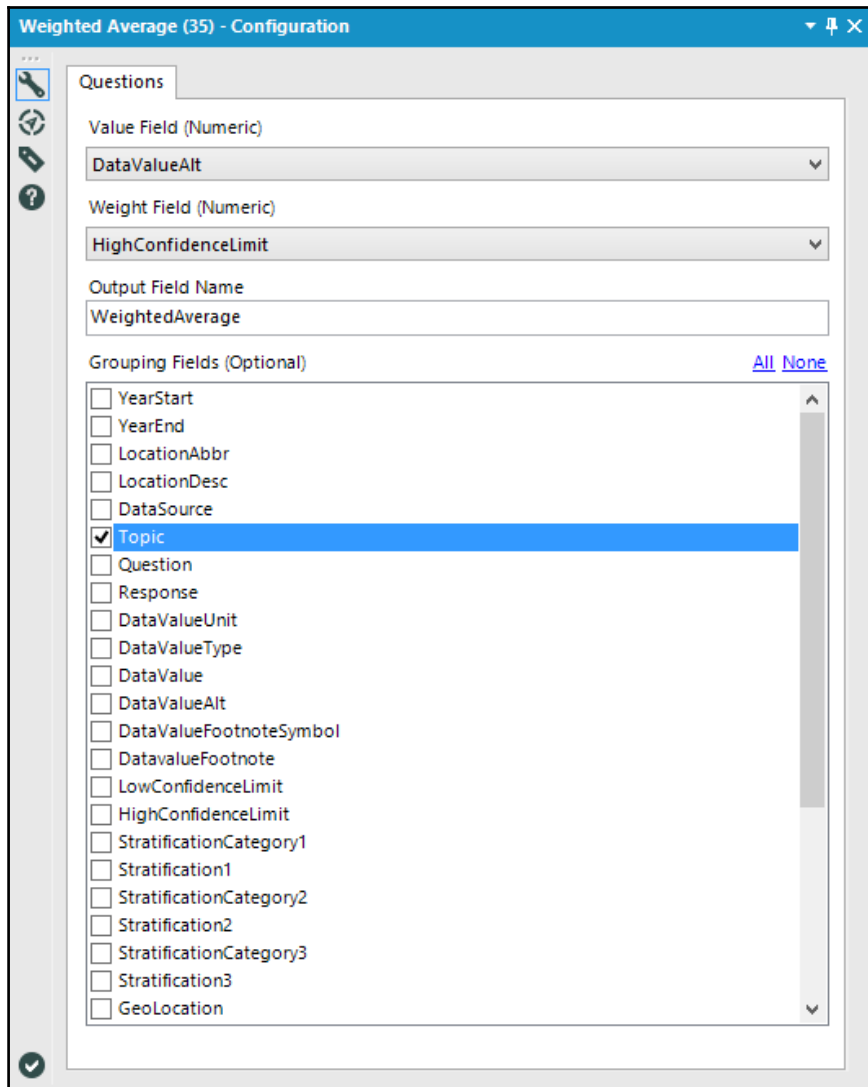 Weighted Average (35) - Configuration
Questions
Value Field (Numeric)
DataValueAlt
Weight Field (Numeric)
HighConfidenceLimit
Output Field Name
WeightedAverage
Grouping Fields (Optional) All None
YearStart
YearEnd
LocationAbbr
LocationDesc
DataSource
Topic
Question
Response
DataValueUnit
DataValueType
DataValue
DataValueAlt
DataValueFootnoteSymbol
DatavalueFootnote
LowConfidenceLimit
HighConfidenceLimit
StratificationCategory1
Stratification1
StratificationCategory2
Stratification2
StratificationCategory3
Stratification3
GeoLocation